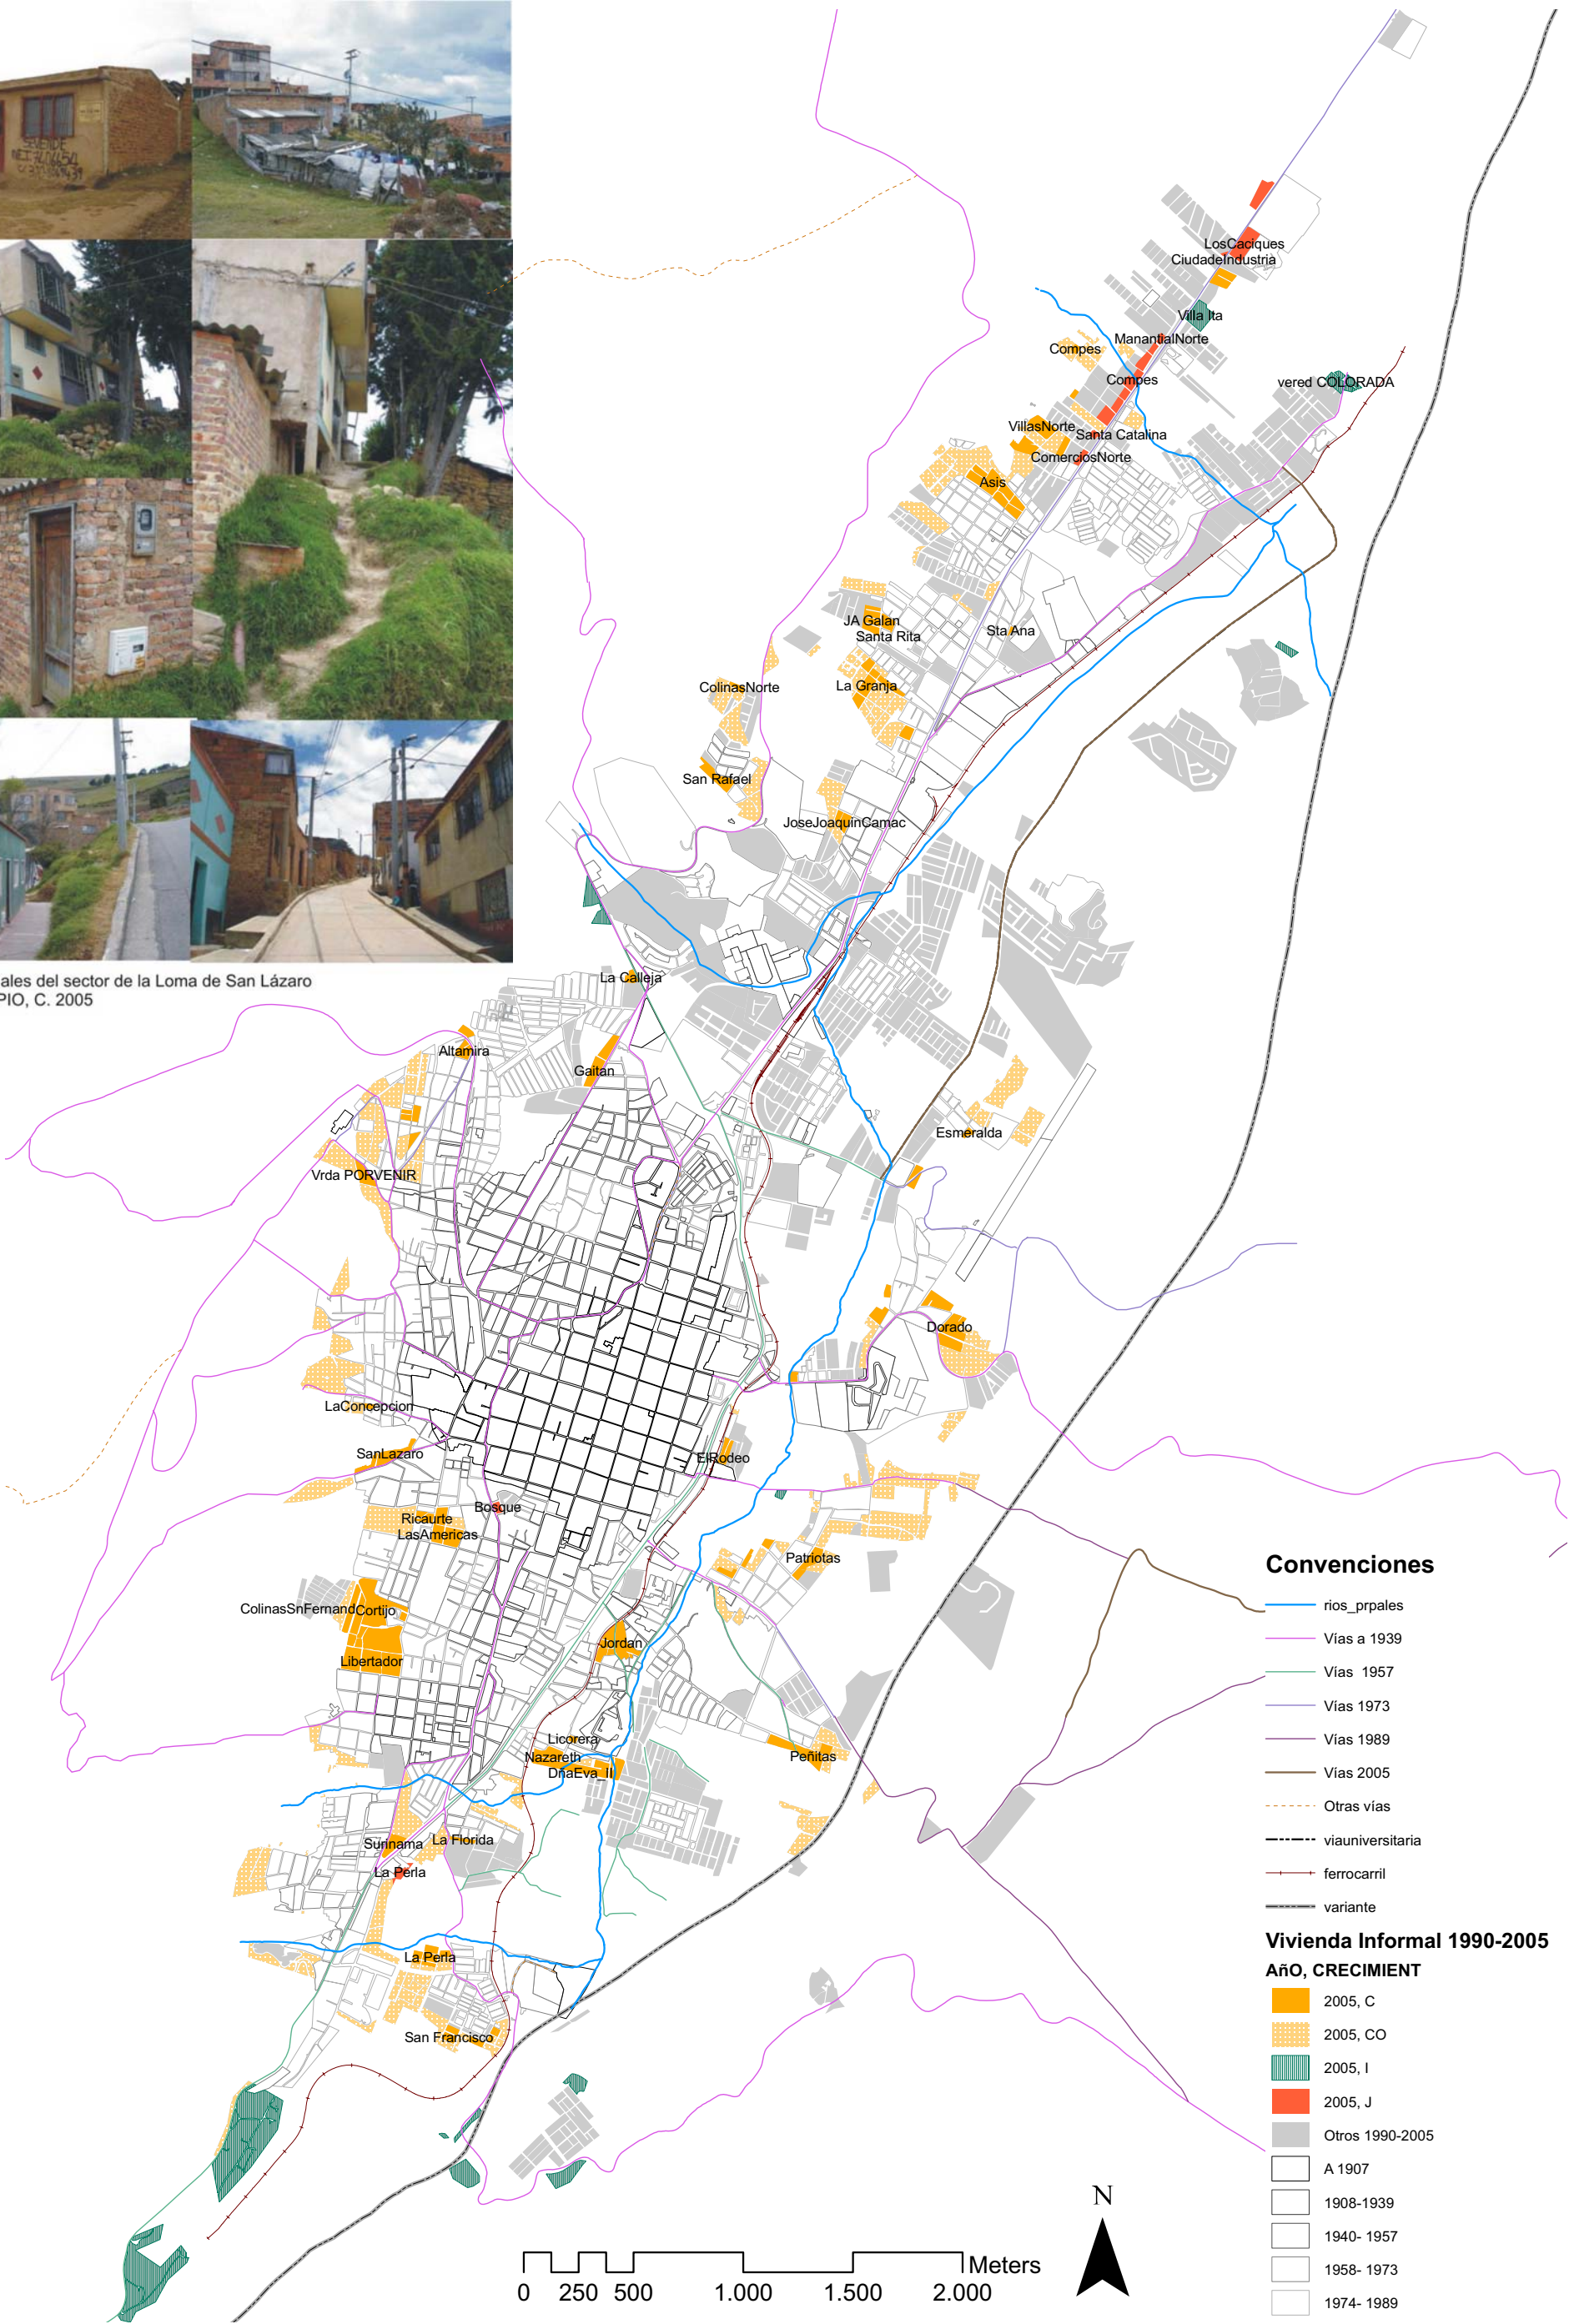 SEVENDE
LosCaciques
CiudadeIndustria
Villa Ita
ManantialNorte
Compes
Compes
vered COLORADA
VillasNorte
Santa Catalina
ComerciosNorte
Asis
JA Galan
Santa Rita
Sta Ana
ColinasNorte
La Granja
San Rafael
JoseJoaquinCamac
La Calleja
ales del sector de la Loma de San Lázaro
PIO, C. 2005
Altamira
Gaitan
Esmeralda
Vrda PORVENIR
Dorado
LaConcepcion
SanLazaro
ElRodeo
Bosque
Ricaurte
LasAmericas
Patriotas
ColinasSnFernand
Cortijo
Jordan
Libertador
Licorera
Nazareth
DñaEva_II
Peñitas
Surinama
La Florida
La Perla
La Perla
San Francisco
Convenciones
rios_prpales
Vías a 1939
Vías 1957
Vías 1973
Vías 1989
Vías 2005
Otras vías
viauniversitaria
ferrocarril
variante
Vivienda Informal 1990-2005
AñO, CRECIMIENT
2005, C
2005, CO
2005, I
2005, J
Otros 1990-2005
A 1907
1908-1939
1940- 1957
1958- 1973
1974- 1989
N
Meters
0 250 500 1.000 1.500 2.000